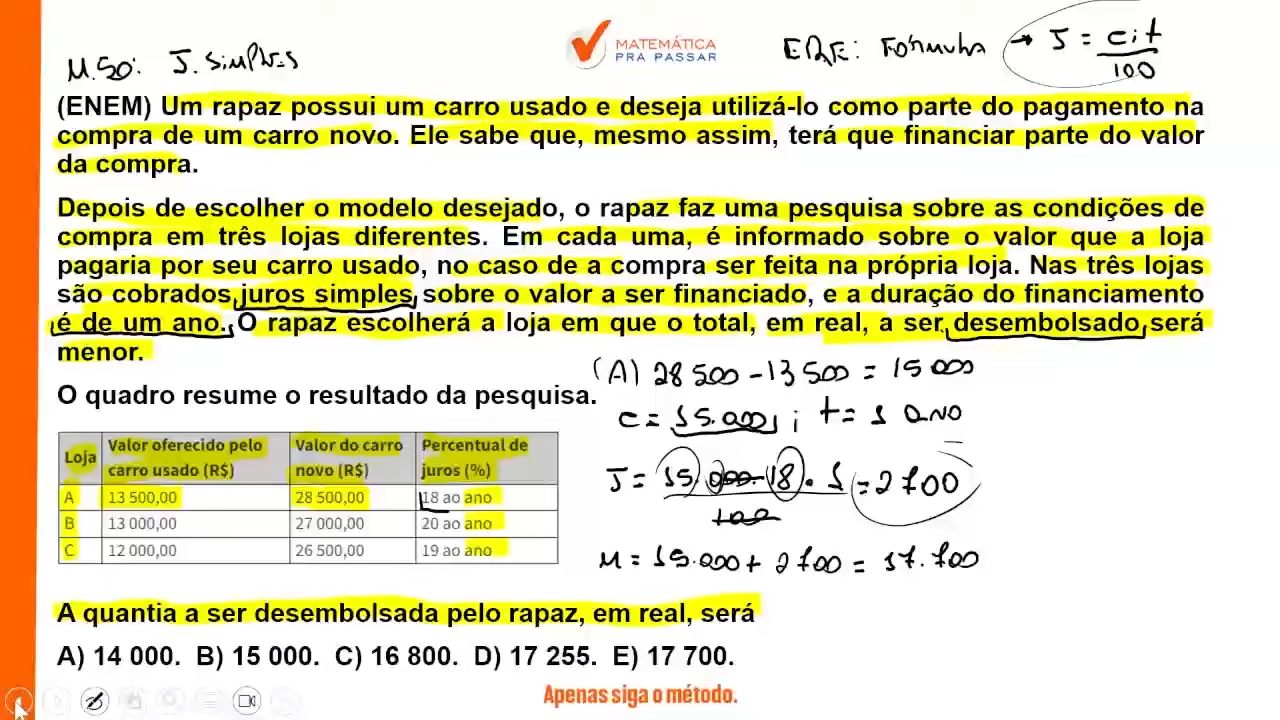 M.SD: J. simples
MATEMÁTICA
PRA PASSAR
EQRE: Fórmula → J = cit
100
(ENEM) Um rapaz possui um carro usado e deseja utilizá-lo como parte do pagamento na
compra de um carro novo. Ele sabe que, mesmo assim, terá que financiar parte do valor
da compra.
Depois de escolher o modelo desejado, o rapaz faz uma pesquisa sobre as condições de
compra em três lojas diferentes. Em cada uma, é informado sobre o valor que a loja
pagaria por seu carro usado, no caso de a compra ser feita na própria loja. Nas três lojas
são cobrados juros simples sobre o valor a ser financiado, e a duração do financiamento
é de um ano. O rapaz escolherá a loja em que o total, em real, a ser desembolsado será
menor.
O quadro resume o resultado da pesquisa.
Loja Valor oferecido pelo carro usado (R$) Valor do carro novo (R$) Percentual de juros (%)
A 13 500,00 28 500,00 18 ao ano
B 13 000,00 27 000,00 20 ao ano
C 12 000,00 26 500,00 19 ao ano
(A) 28 500 - 13 500 = 15 000
c = 15.000 ; t = 1 ano
J = 15 000 . 18 . 1 = 2700
100
M = 15.000 + 2700 = 17.700
A quantia a ser desembolsada pelo rapaz, em real, será
A) 14 000. B) 15 000. C) 16 800. D) 17 255. E) 17 700.
Apenas siga o método.